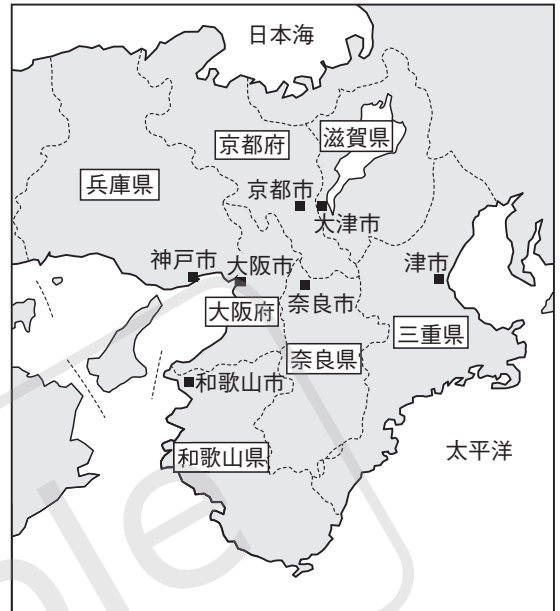 日本海
京都府
滋賀県
兵庫県
京都市
大津市
神戸市
大阪市
津市
奈良市
大阪府
三重県
奈良県
和歌山市
和歌山県
太平洋